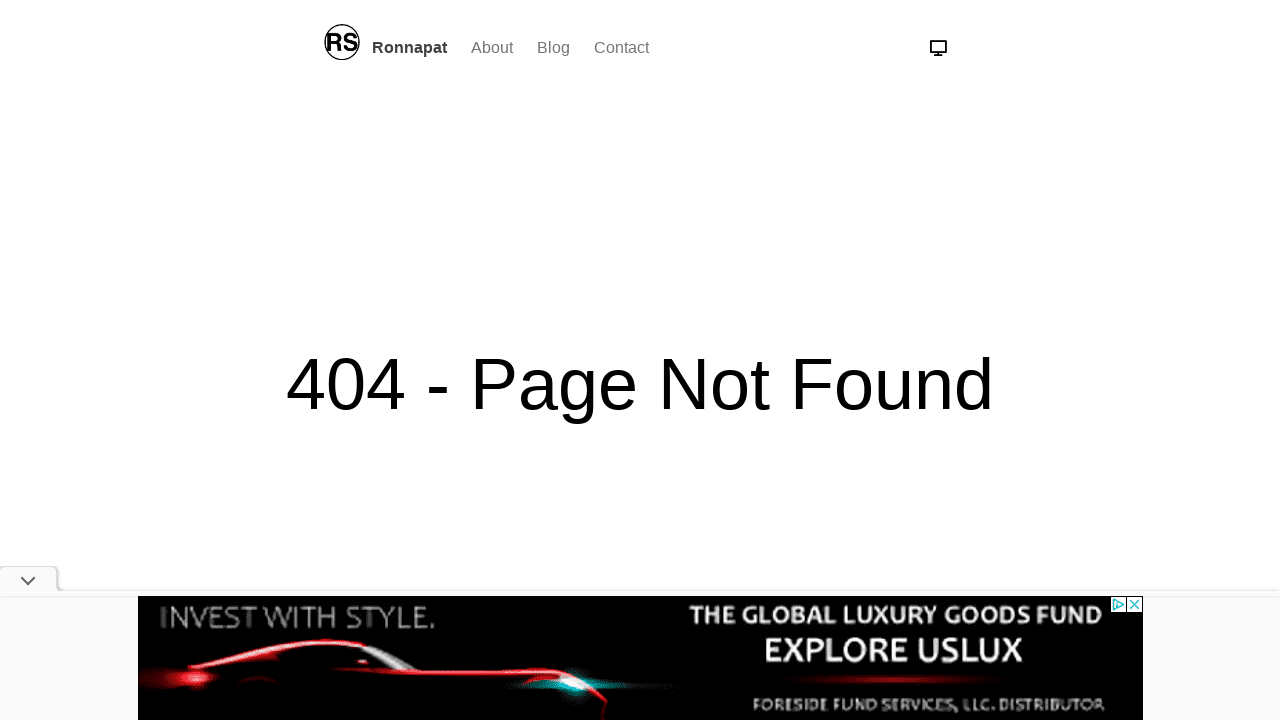 RS Ronnapat About Blog Contact
404 - Page Not Found
INVEST WITH STYLE.
THE GLOBAL LUXURY GOODS FUND
EXPLORE USLUX
FORESIDE FUND SERVICES, LLC. DISTRIBUTOR